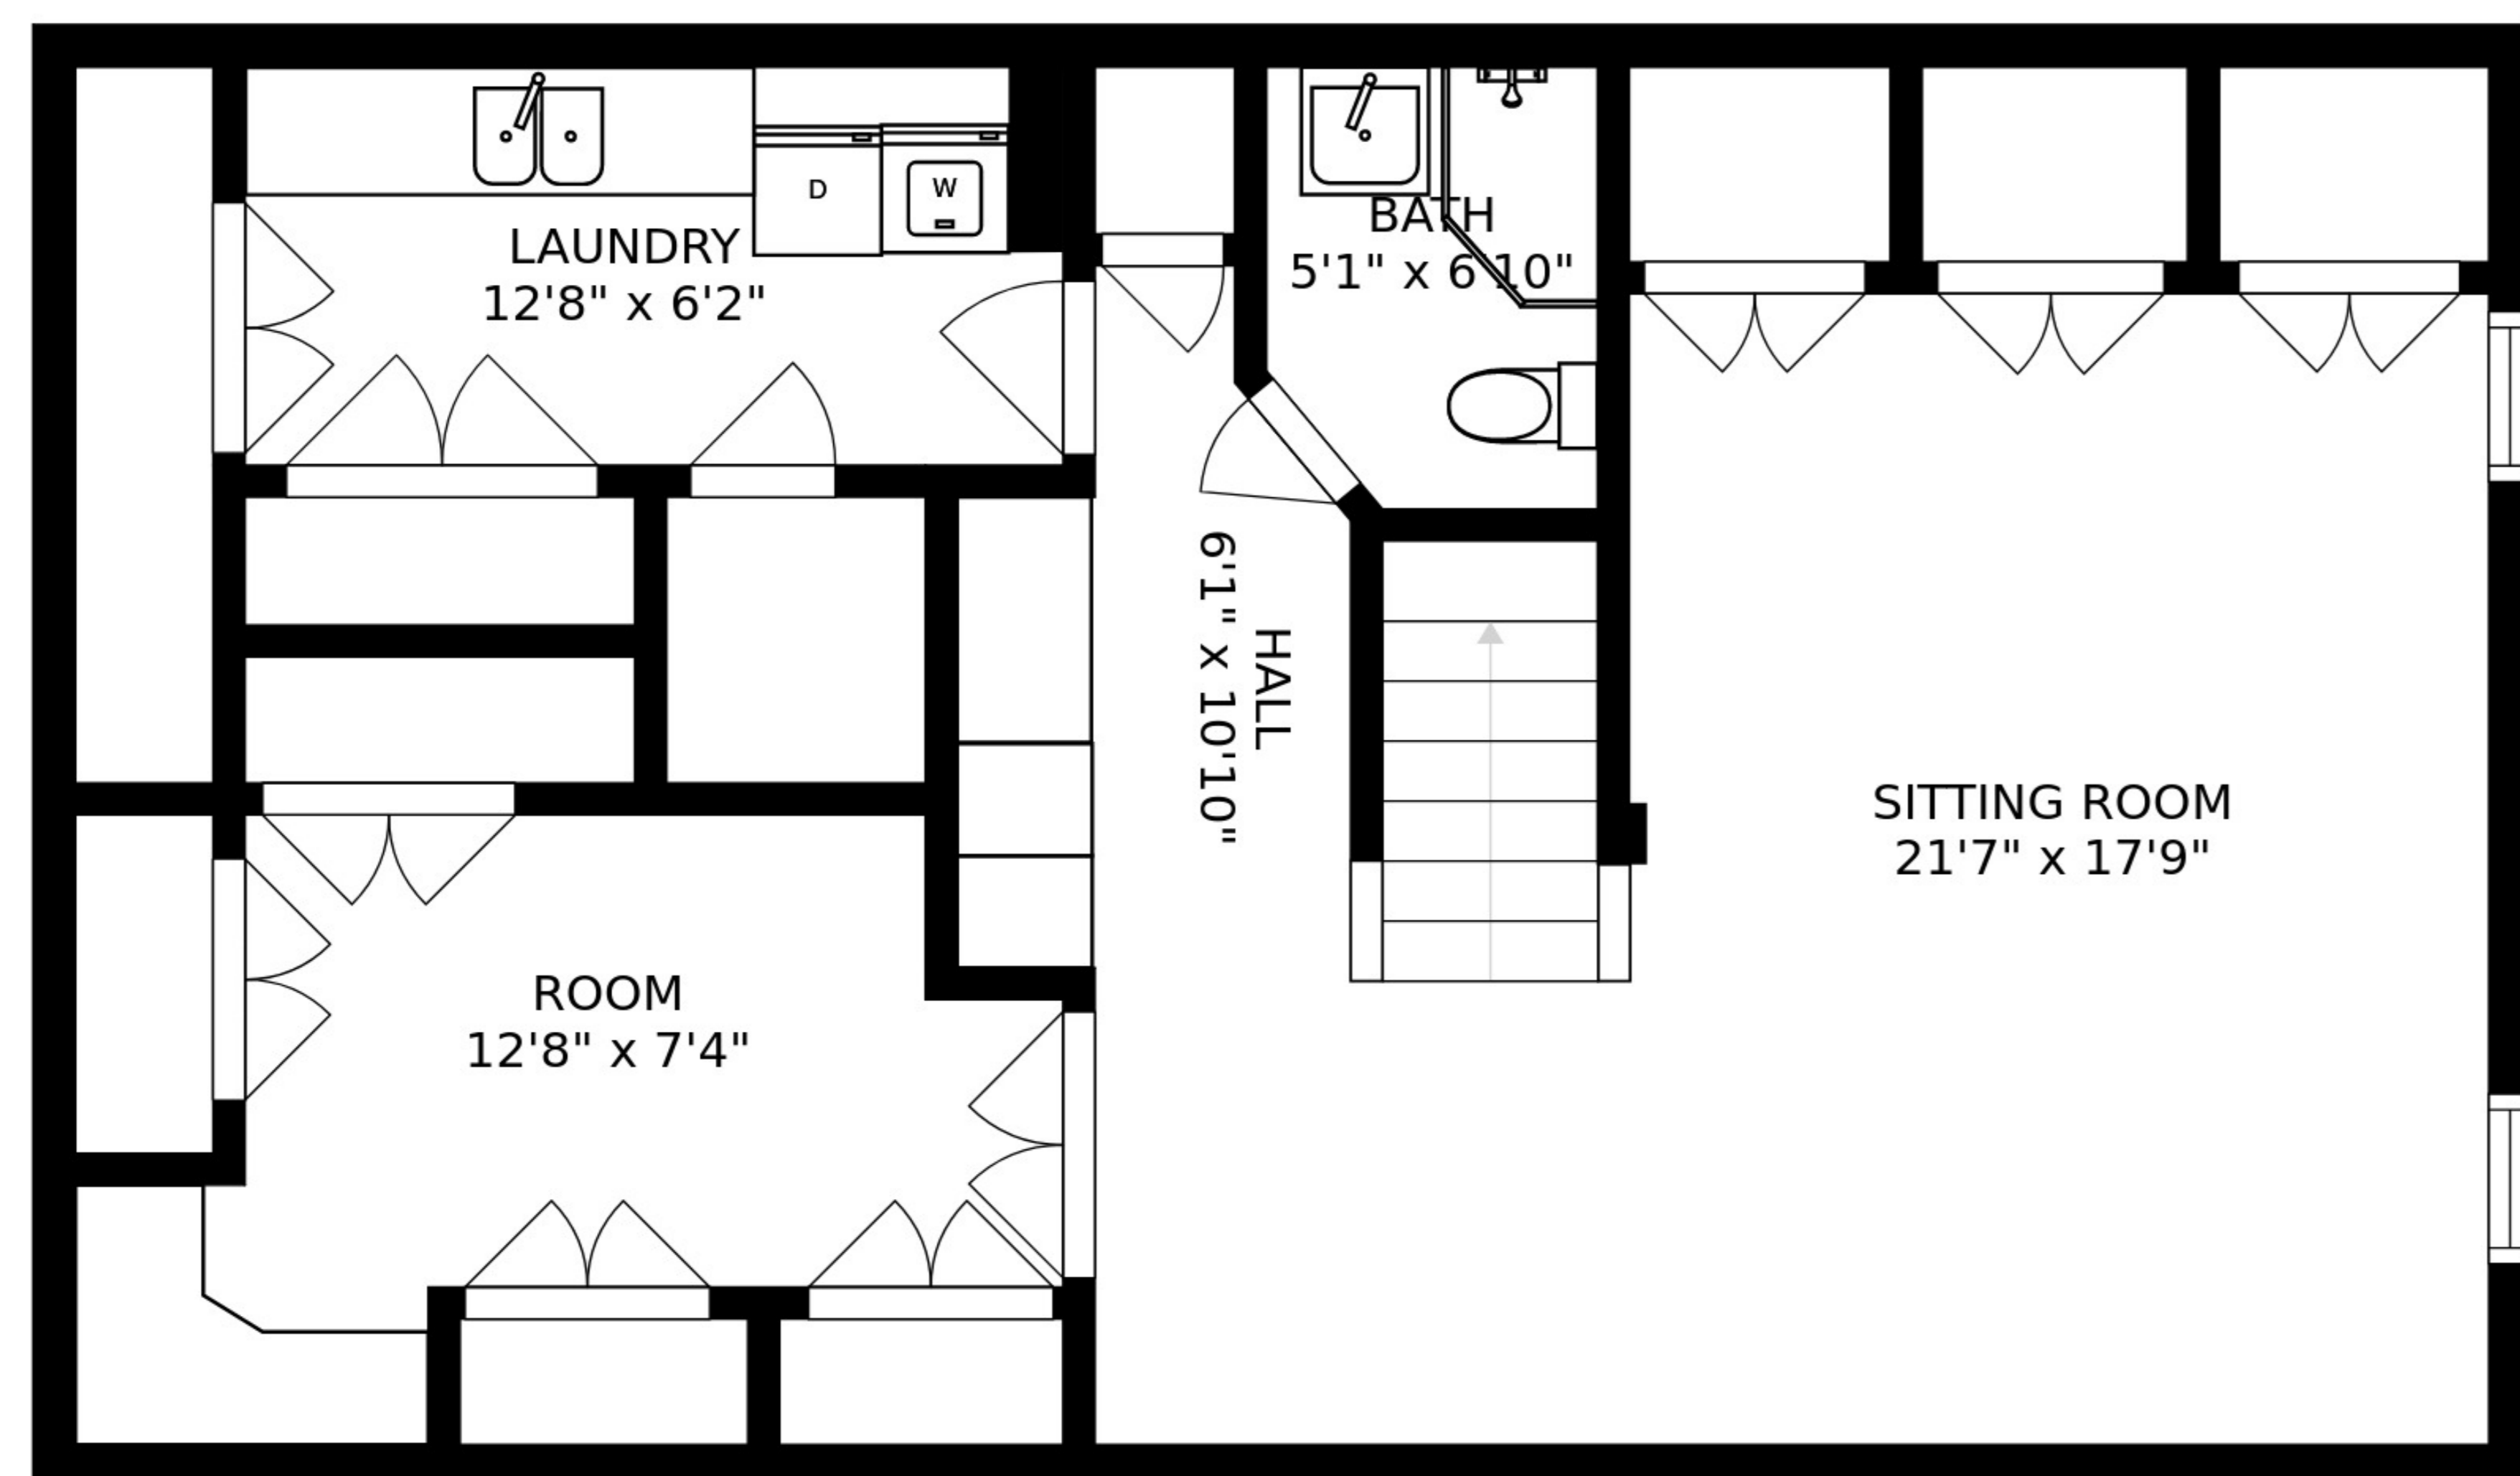 D
W
LAUNDRY
12'8" x 6'2"
BATH
5'1" x 6'10"
HALL
6'1" x 10'10"
SITTING ROOM
21'7" x 17'9"
ROOM
12'8" x 7'4"